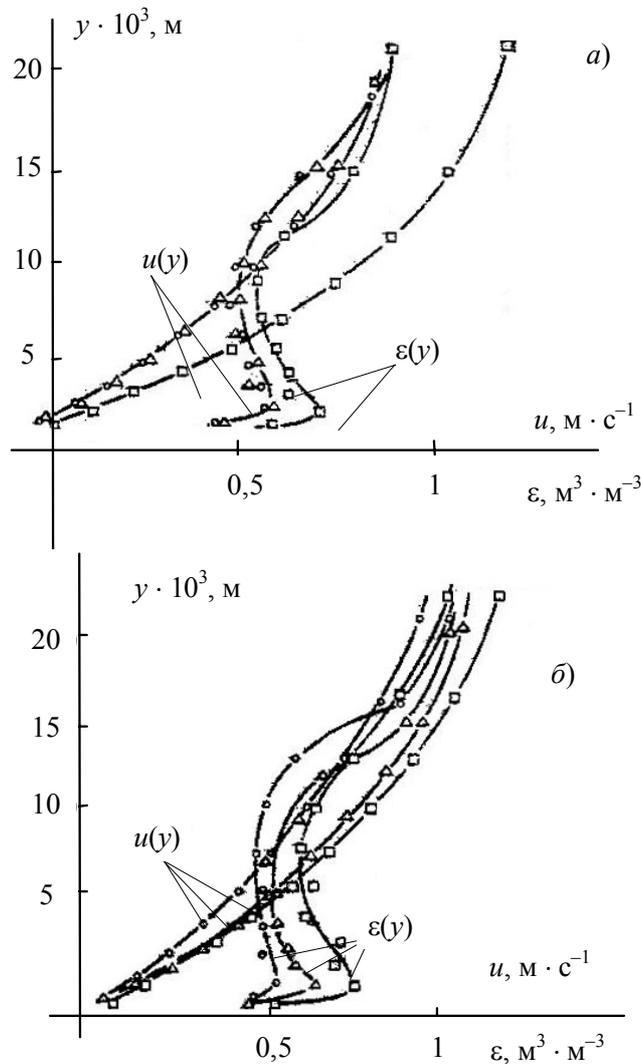 y · 10³, м
а)
20
15
10
u(y)
5
ε(y)
u, м · с⁻¹
0,5
1
ε, м³ · м⁻³
y · 10³, м
б)
20
15
10
u(y)
5
ε(y)
u, м · с⁻¹
0,5
1
ε, м³ · м⁻³